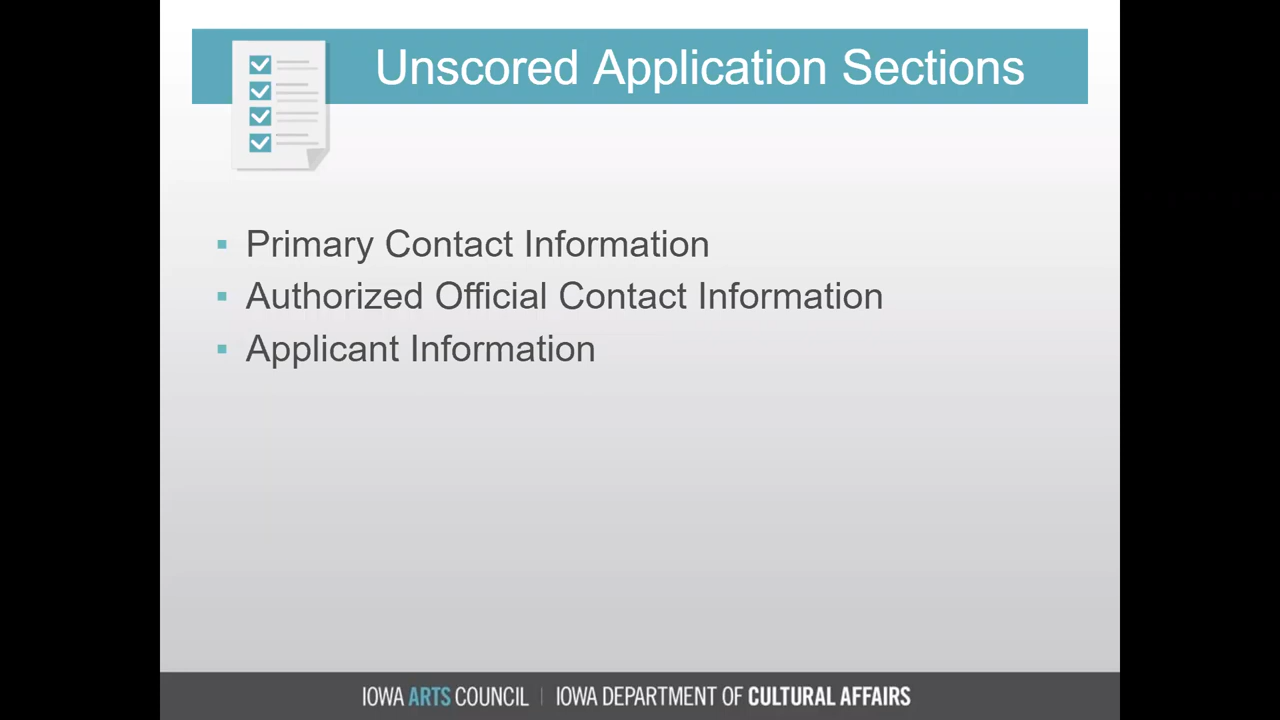 Unscored Application Sections
▪ Primary Contact Information
▪ Authorized Official Contact Information
▪ Applicant Information
IOWA ARTS COUNCIL | IOWA DEPARTMENT OF CULTURAL AFFAIRS